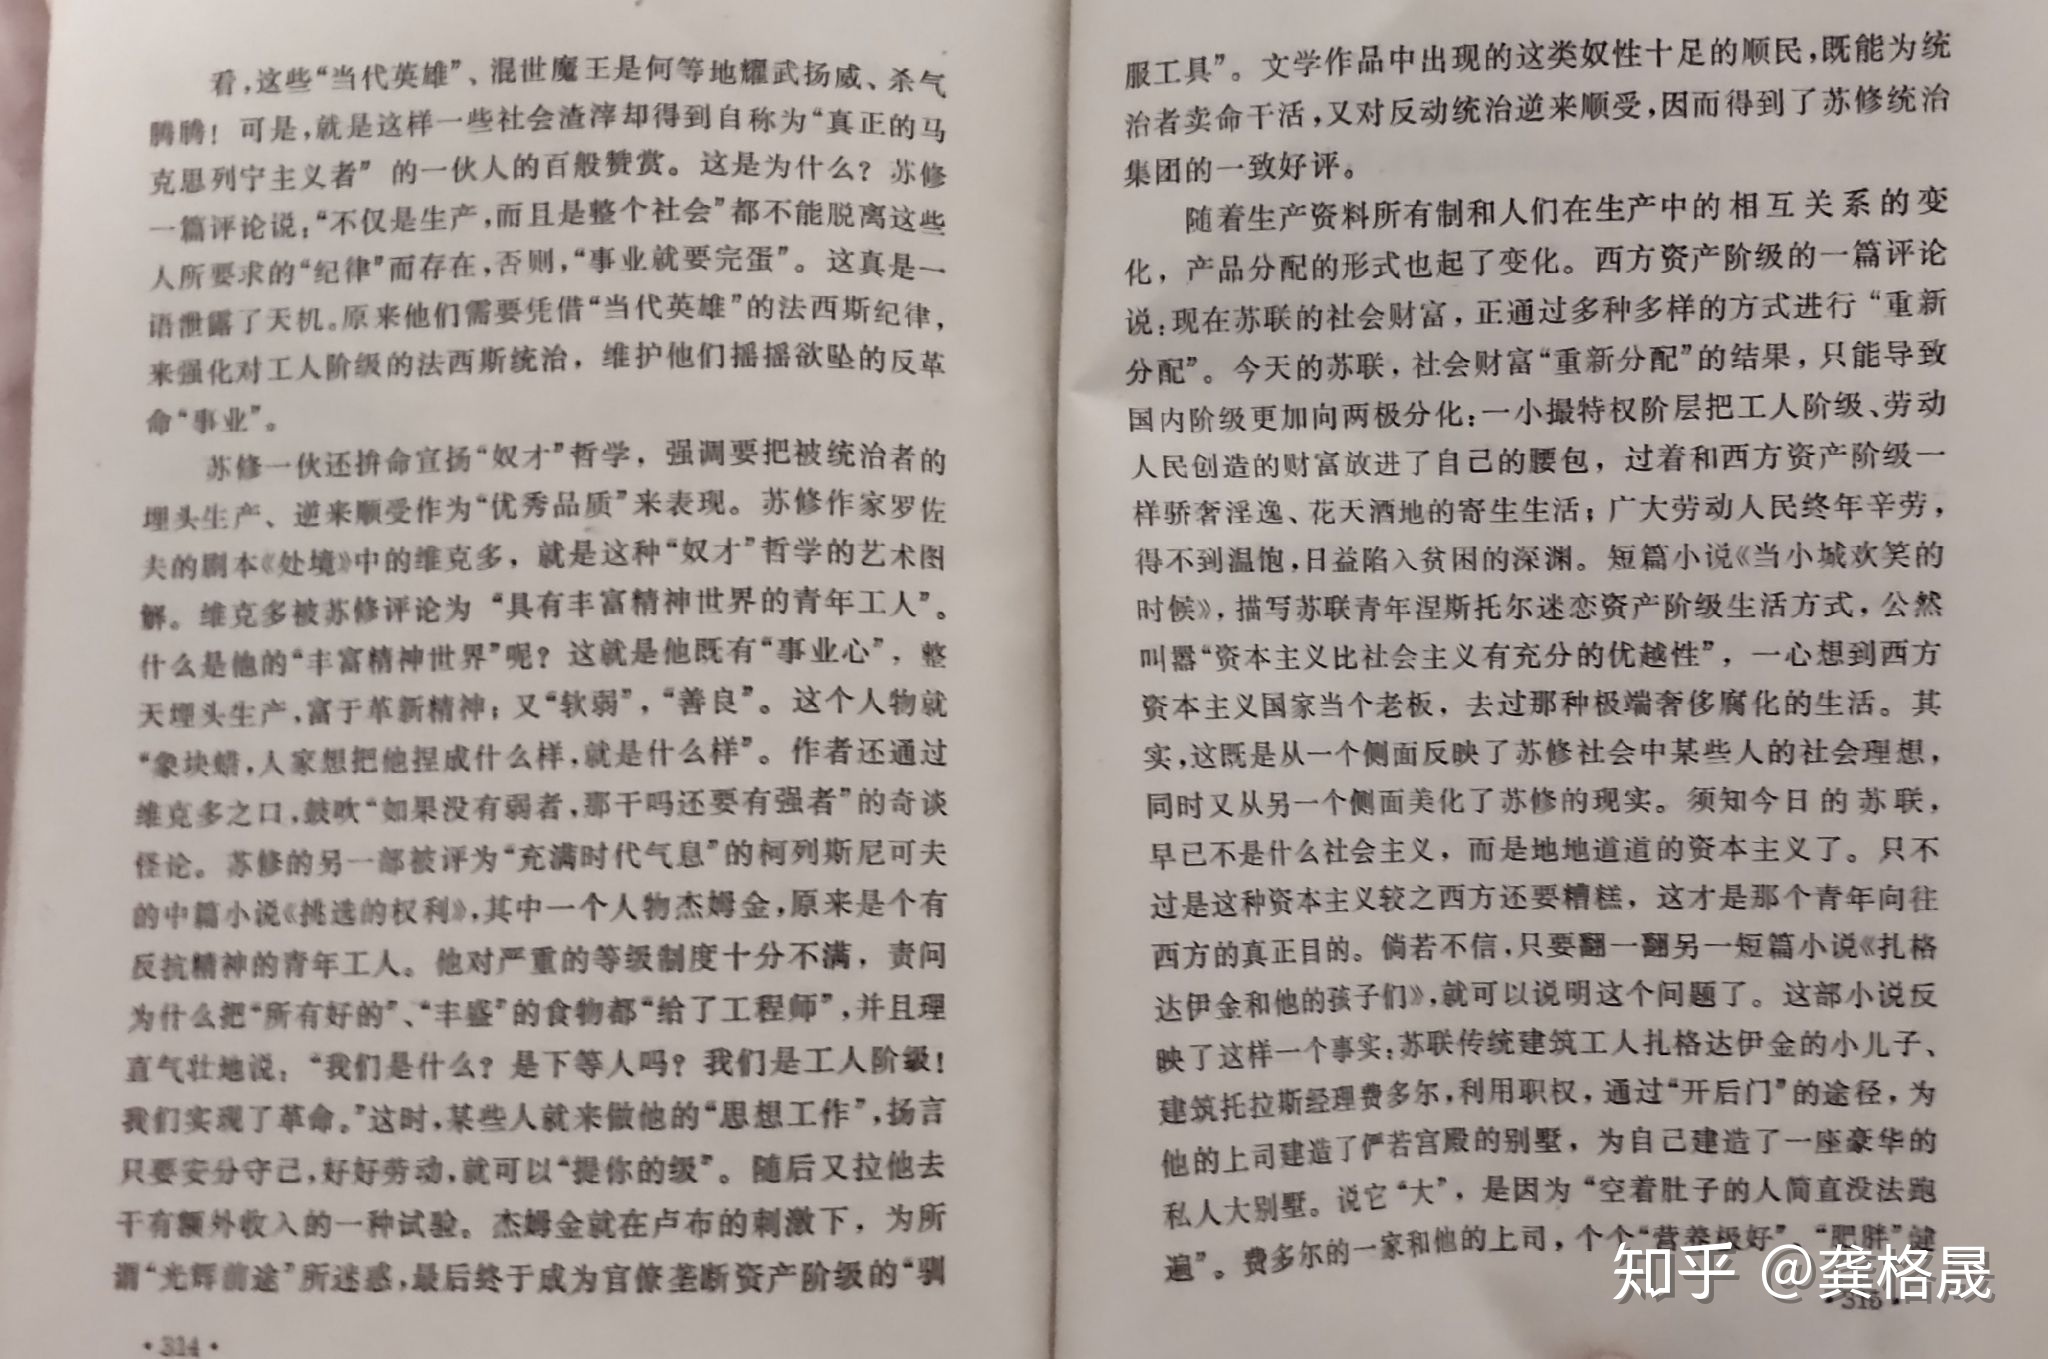 看，这些“当代英雄”、混世魔王是何等地耀武扬威、杀气
腾腾！可是，就是这样一些社会渣滓却得到自称为“真正的马
克思列宁主义者”的一伙人的百般赞赏。这是为什么？苏修
一篇评论说：“不仅是生产，而且是整个社会”都不能脱离这些
人所要求的“纪律”而存在，否则，“事业就要完蛋”。这真是一
语泄露了天机。原来他们需要凭借“当代英雄”的法西斯纪律，
来强化对工人阶级的法西斯统治，维护他们摇摇欲坠的反革
命“事业”。
苏修一伙还拚命宣扬“奴才”哲学，强调要把被统治者的
埋头生产、逆来顺受作为“优秀品质”来表现。苏修作家罗佐
夫的剧本《处境》中的维克多，就是这种“奴才”哲学的艺术图
解。维克多被苏修评论为“具有丰富精神世界的青年工人”。
什么是他的“丰富精神世界”呢？这就是他既有“事业心”，整
天埋头生产，富于革新精神；又“软弱”，“善良”。这个人物就
“象块蜡，人家想把他捏成什么样，就是什么样”。作者还通过
维克多之口，鼓吹“如果没有弱者，那干吗还要有强者”的奇谈
怪论。苏修的另一部被评为“充满时代气息”的柯列斯尼可夫
的中篇小说《挑选的权利》，其中一个人物杰姆金，原来是个有
反抗精神的青年工人。他对严重的等级制度十分不满，责问
为什么把“所有好的”、“丰盛”的食物都“给了工程师”，并且理
直气壮地说：“我们是什么？是下等人吗？我们是工人阶级！
我们实现了革命。”这时，某些人就来做他的“思想工作”，扬言
只要安分守己，好好劳动，就可以“提你的级”。随后又拉他去
干有额外收入的一种试验。杰姆金就在卢布的刺激下，为所
谓“光辉前途”所迷惑，最后终于成为官僚垄断资产阶级的“驯
·314·
服工具”。文学作品中出现的这类奴性十足的顺民，既能为统
治者卖命干活，又对反动统治逆来顺受，因而得到了苏修统治
集团的一致好评。
随着生产资料所有制和人们在生产中的相互关系的变
化，产品分配的形式也起了变化。西方资产阶级的一篇评论
说：现在苏联的社会财富，正通过多种多样的方式进行“重新
分配”。今天的苏联，社会财富“重新分配”的结果，只能导致
国内阶级更加向两极分化：一小撮特权阶层把工人阶级、劳动
人民创造的财富放进了自己的腰包，过着和西方资产阶级一
样骄奢淫逸、花天酒地的寄生生活；广大劳动人民终年辛劳，
得不到温饱，日益陷入贫困的深渊。短篇小说《当小城欢笑的
时候》，描写苏联青年涅斯托尔迷恋资产阶级生活方式，公然
叫嚣“资本主义比社会主义有充分的优越性”，一心想到西方
资本主义国家当个老板，去过那种极端奢侈腐化的生活。其
实，这既是从一个侧面反映了苏修社会中某些人的社会理想，
同时又从另一个侧面美化了苏修的现实。须知今日的苏联，
早已不是什么社会主义，而是地地道道的资本主义了。只不
过是这种资本主义较之西方还要糟糕，这才是那个青年向往
西方的真正目的。倘若不信，只要翻一翻另一短篇小说《扎格
达伊金和他的孩子们》，就可以说明这个问题了。这部小说反
映了这样一个事实：苏联传统建筑工人扎格达伊金的小儿子、
建筑托拉斯经理费多尔，利用职权，通过“开后门”的途径，为
他的上司建造了俨若宫殿的别墅，为自己建造了一座豪华的
私人大别墅。说它“大”，是因为“空着肚子的人简直没法跑
遍”。费多尔的一家和他的上司，个个“营养极好”、“肥胖”健
·315·
知乎 @龚格晟